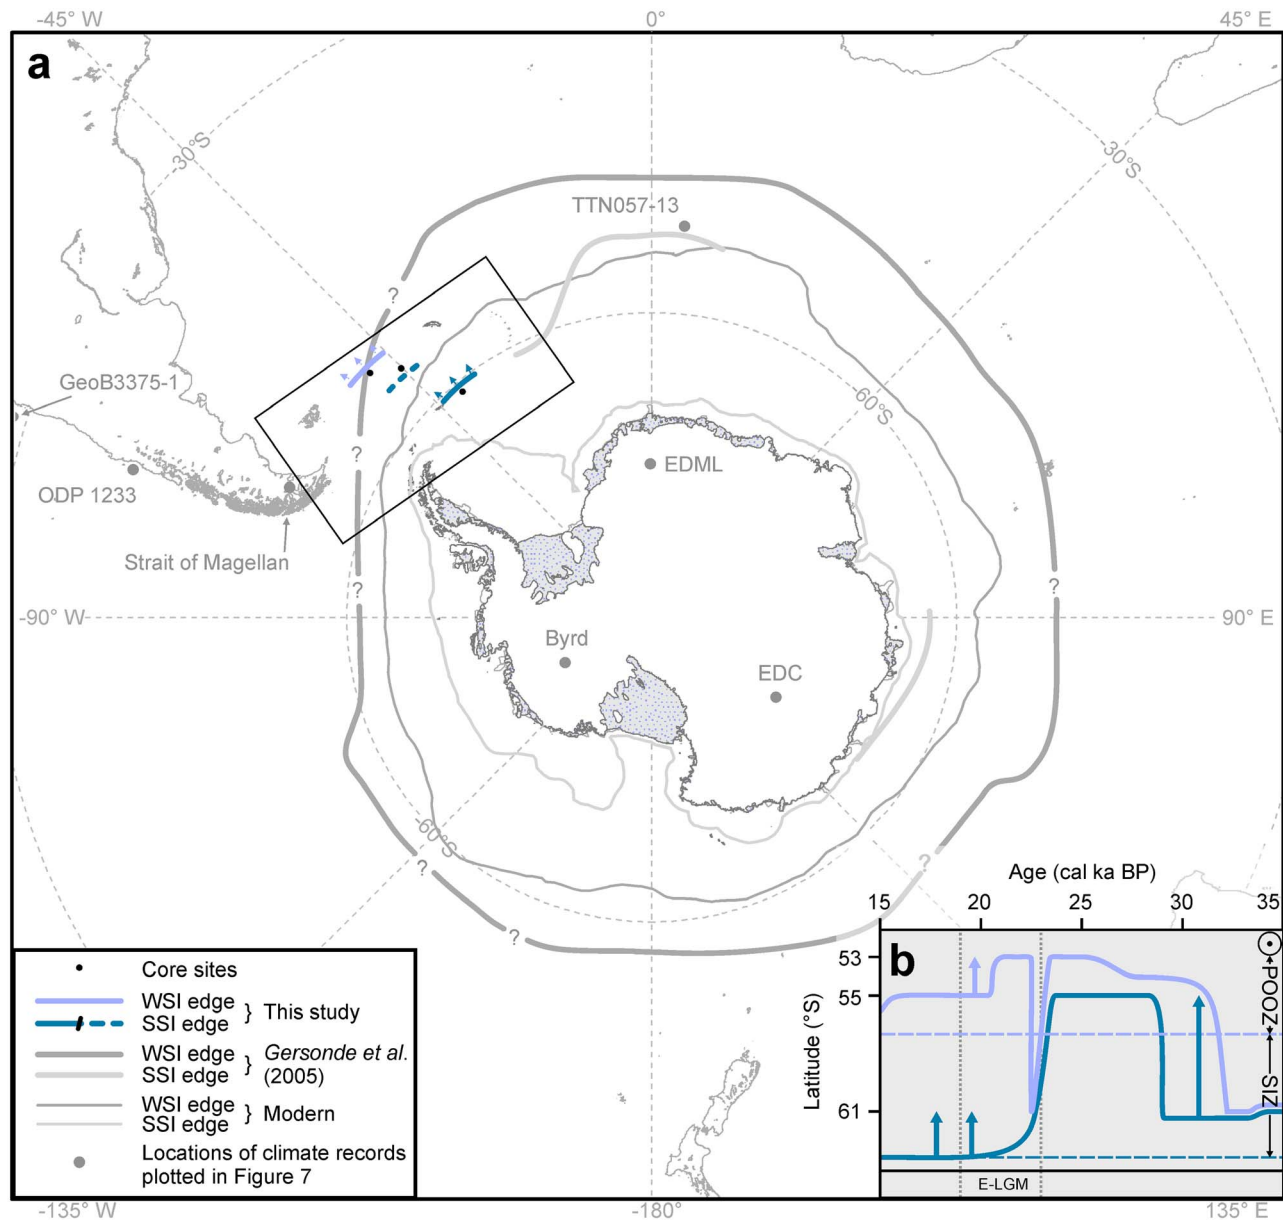 -45° W
0°
45° E
a
-30°S
-30°S
TTN057-13
?
GeoB3375-1
?
-60°S
EDML
ODP 1233
Strait of Magellan
?
?
-90° W
90° E
Byrd
EDC
-60°S
?
?
?
Age (cal ka BP)
15 20 25 30 35
b
53
55
61
Latitude (°S)
POOZ
SIZ
E-LGM
Core sites
WSI edge
SSI edge
} This study
WSI edge
SSI edge
} Gersonde et al.
(2005)
WSI edge
SSI edge
} Modern
Locations of climate records
plotted in Figure 7
-135° W
-180°
135° E